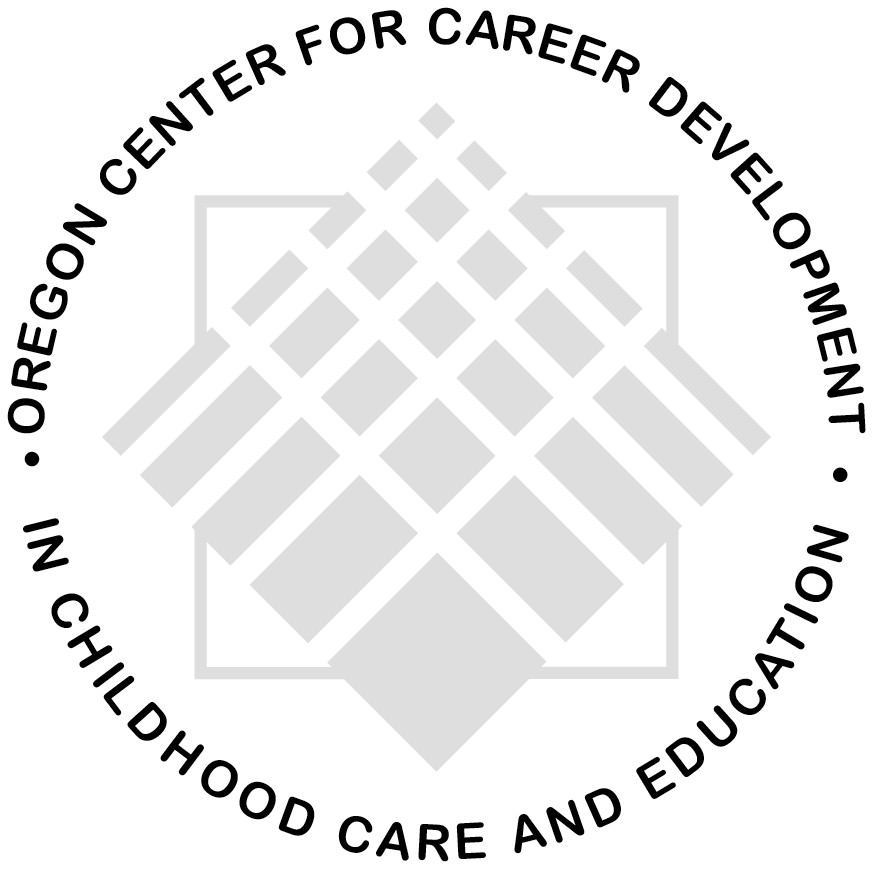 OREGON CENTER FOR CAREER DEVELOPMENT
IN CHILDHOOD CARE AND EDUCATION